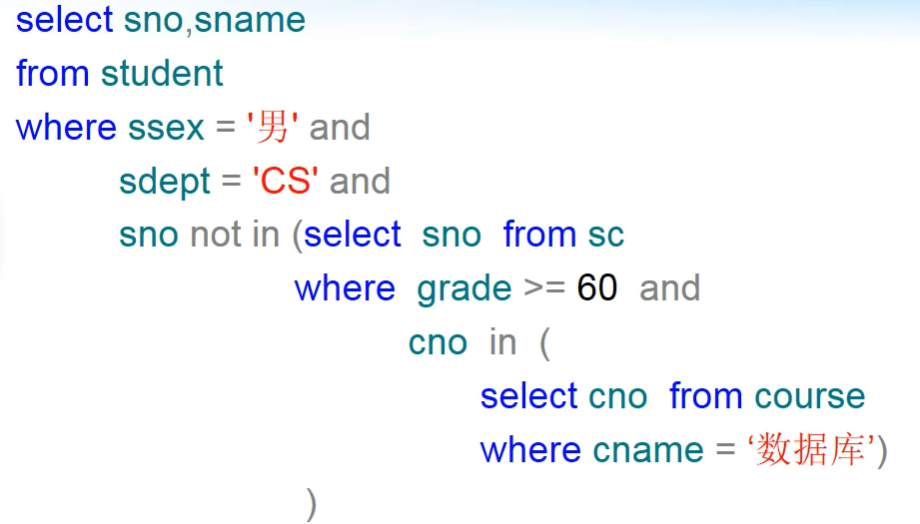 select sno,sname
from student
where ssex = '男' and
sdept = 'CS' and
sno not in (select sno from sc
where grade >= 60 and
cno in (
select cno from course
where cname = ‘数据库’)
)